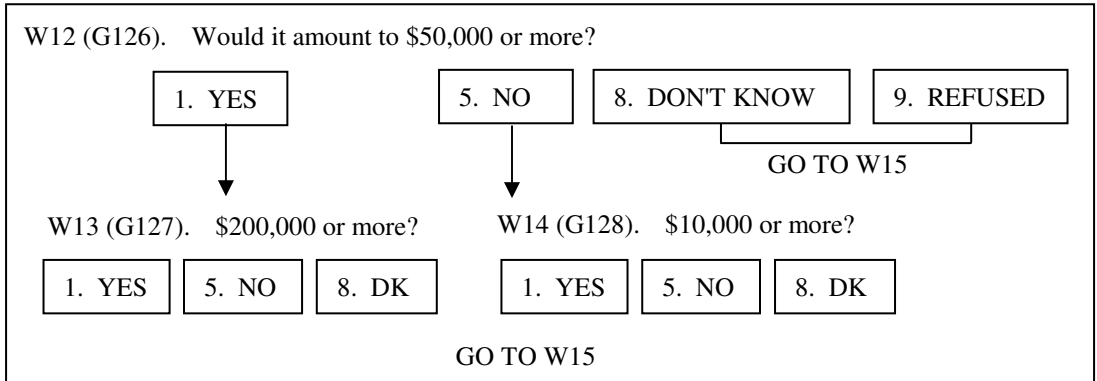 W12 (G126). Would it amount to $50,000 or more?
1. YES 5. NO 8. DON'T KNOW 9. REFUSED
GO TO W15
W13 (G127). $200,000 or more? W14 (G128). $10,000 or more?
1. YES 5. NO 8. DK 1. YES 5. NO 8. DK
GO TO W15